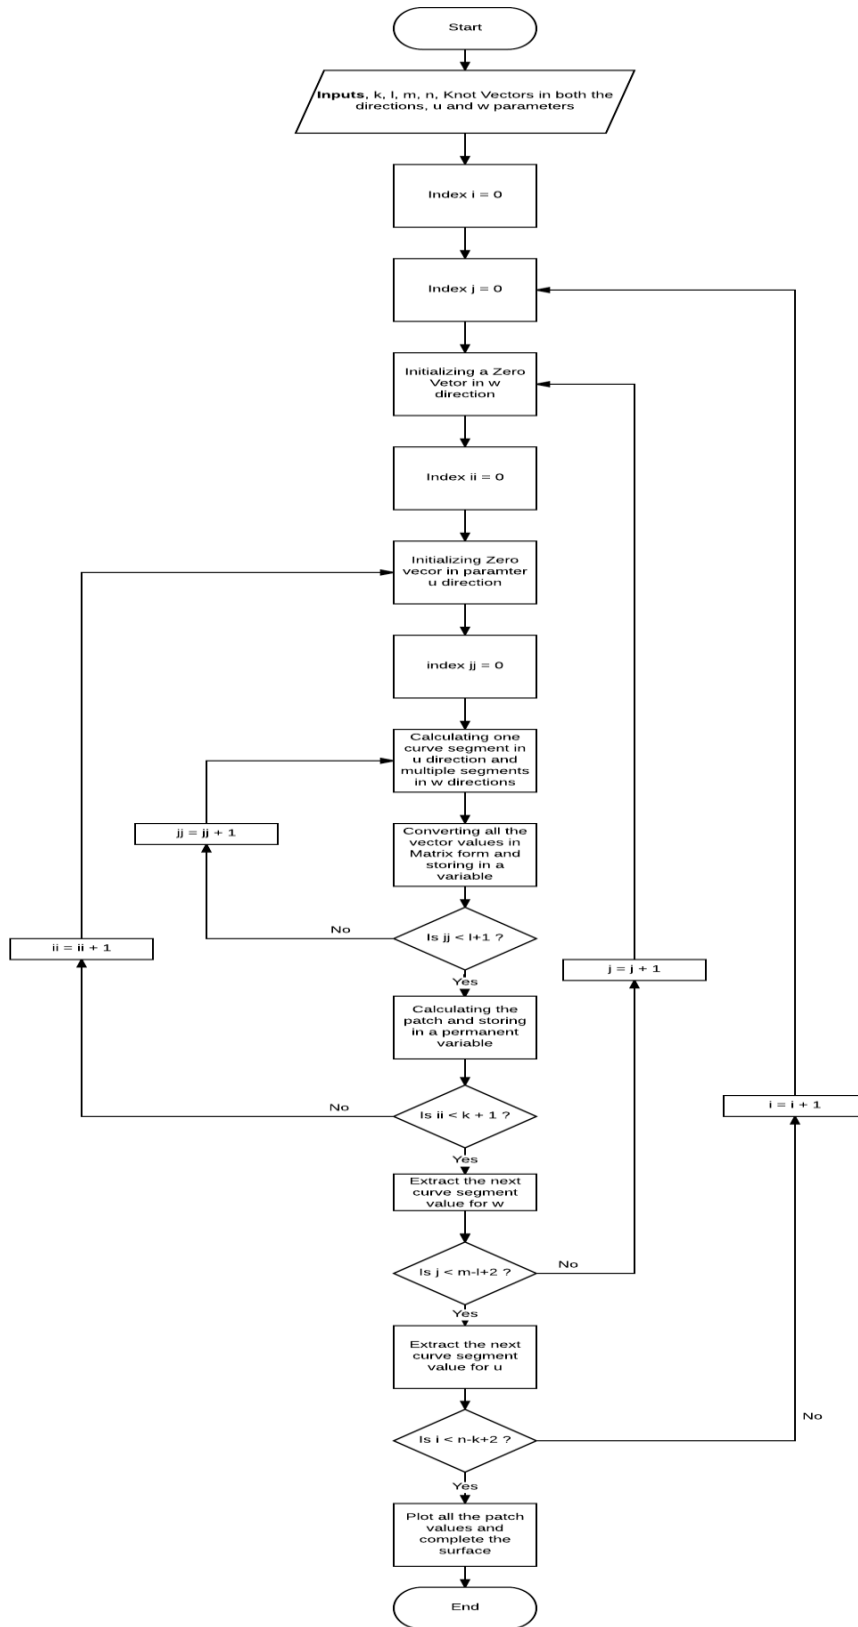 Start
Inputs, k, l, m, n, Knot Vectors in both the
directions, u and w parameters
Index i = 0
Index j = 0
Initializing a Zero
Vetor in w
direction
Index ii = 0
Initializing Zero
vecor in paramter
u direction
index jj = 0
Calculating one
curve segment in
u direction and
multiple segments
in w directions
jj = jj + 1
Converting all the
vector values in
Matrix form and
storing in a
variable
No
Is jj < l+1 ?
ii = ii + 1
Yes
j = j + 1
Calculating the
patch and storing
in a permanent
variable
No
Is ii < k + 1 ?
i = i + 1
Yes
Extract the next
curve segment
value for w
Is j < m-l+2 ?
No
Yes
Extract the next
curve segment
value for u
Is i < n-k+2 ?
No
Yes
Plot all the patch
values and
complete the
surface
End